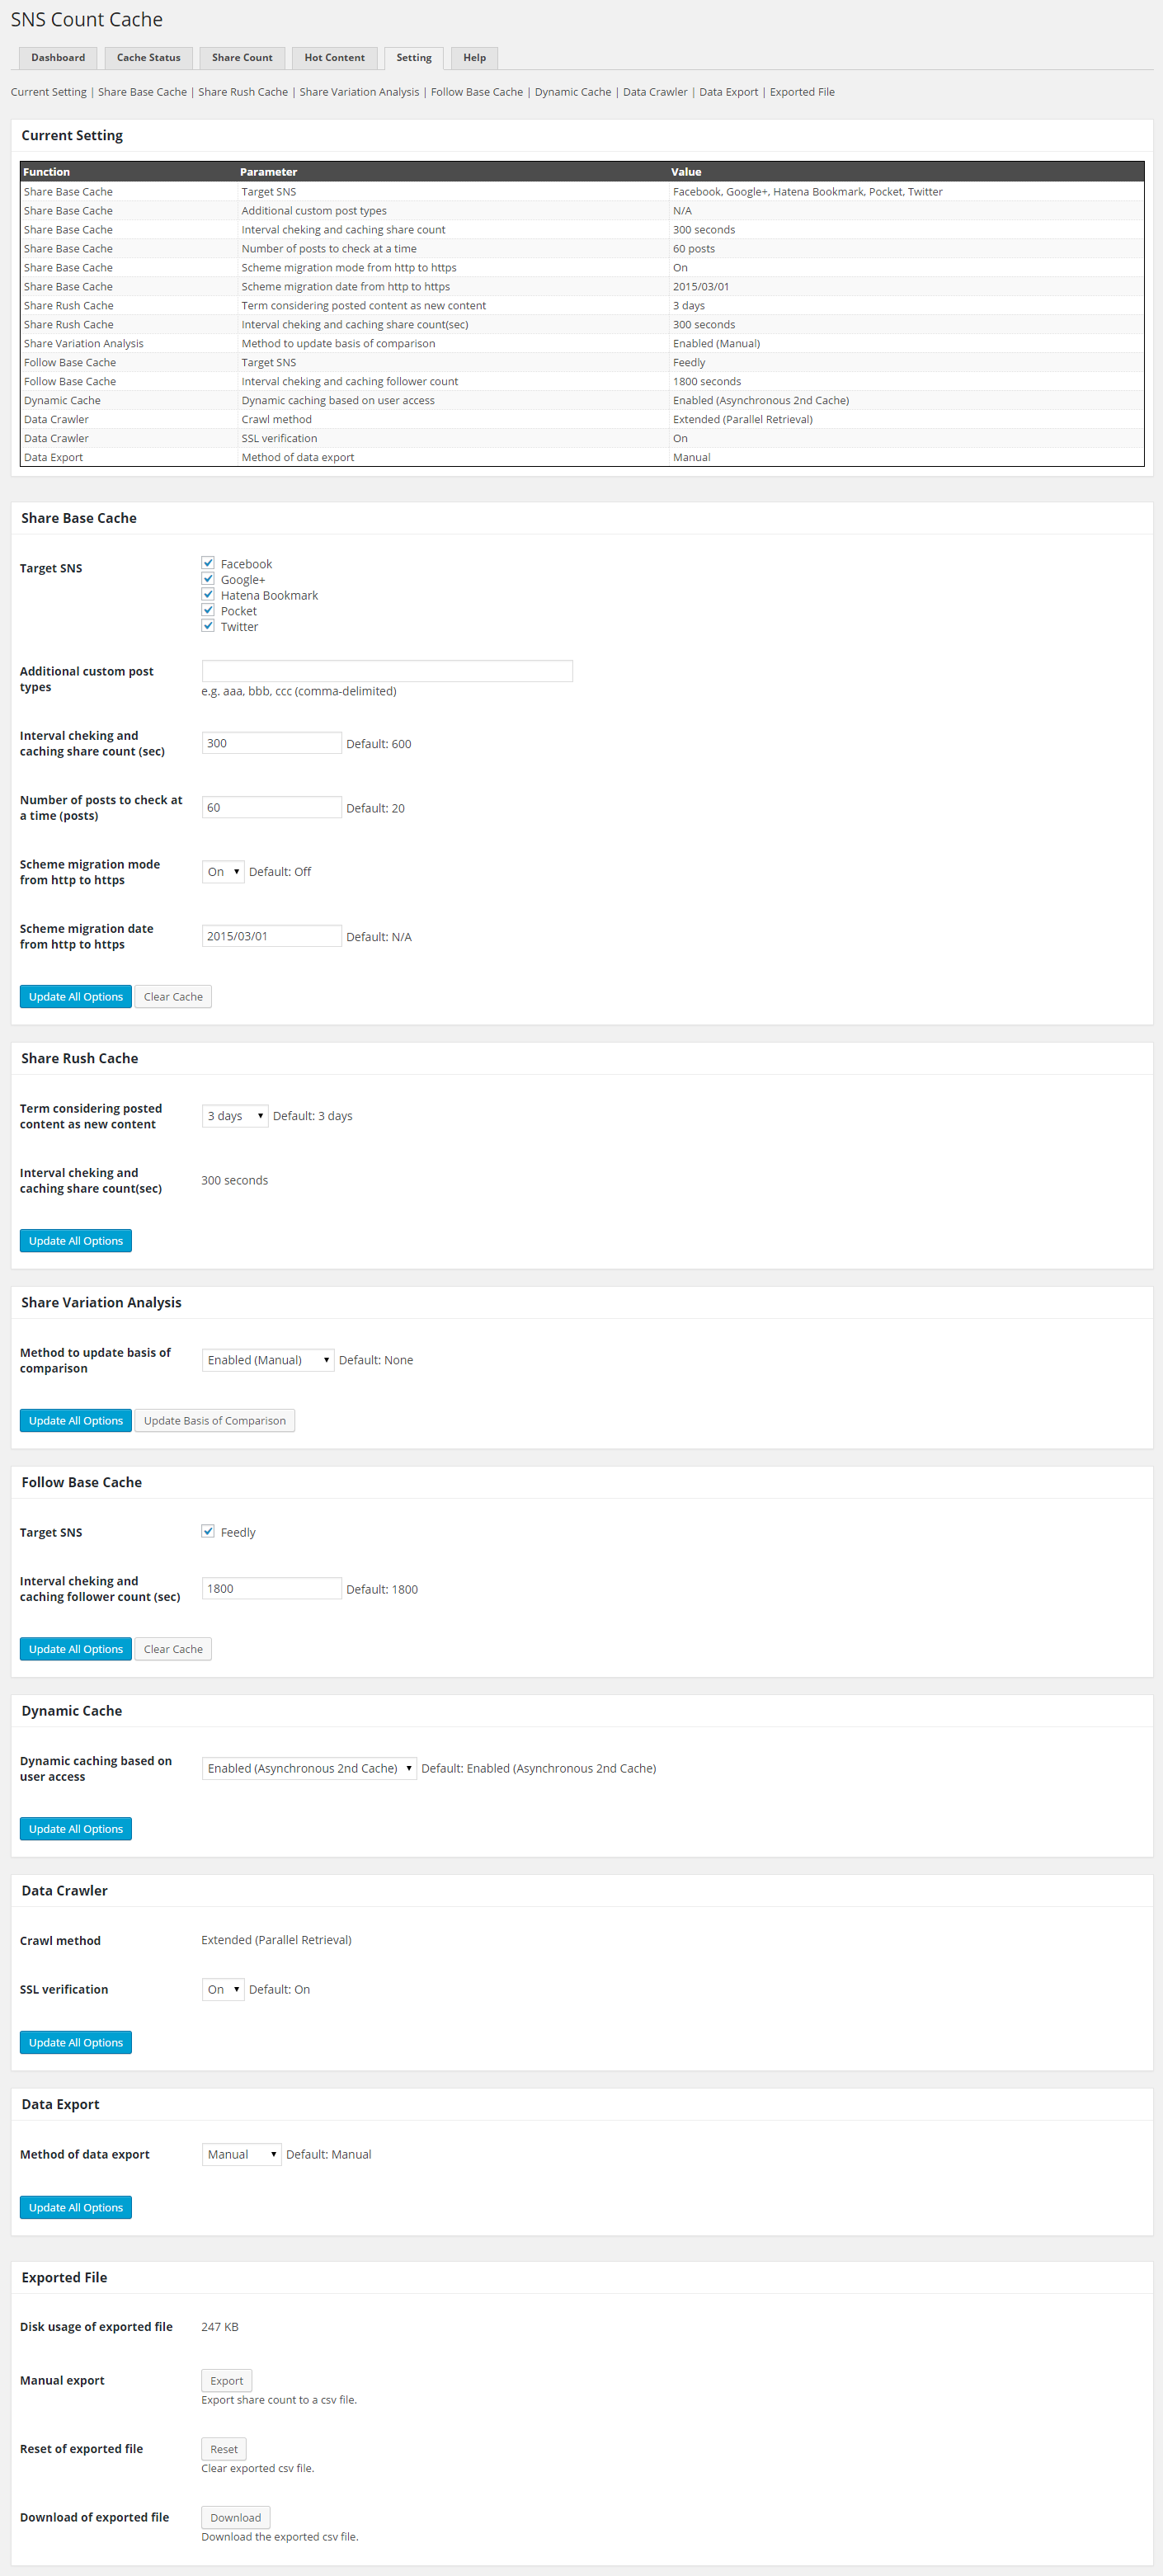 SNS Count Cache
Dashboard Cache Status Share Count Hot Content Setting Help
Current Setting | Share Base Cache | Share Rush Cache | Share Variation Analysis | Follow Base Cache | Dynamic Cache | Data Crawler | Data Export | Exported File
Current Setting
Function Parameter Value
Share Base Cache Target SNS Facebook, Google+, Hatena Bookmark, Pocket, Twitter
Share Base Cache Additional custom post types N/A
Share Base Cache Interval cheking and caching share count 300 seconds
Share Base Cache Number of posts to check at a time 60 posts
Share Base Cache Scheme migration mode from http to https On
Share Base Cache Scheme migration date from http to https 2015/03/01
Share Rush Cache Term considering posted content as new content 3 days
Share Rush Cache Interval cheking and caching share count(sec) 300 seconds
Share Variation Analysis Method to update basis of comparison Enabled (Manual)
Follow Base Cache Target SNS Feedly
Follow Base Cache Interval cheking and caching follower count 1800 seconds
Dynamic Cache Dynamic caching based on user access Enabled (Asynchronous 2nd Cache)
Data Crawler Crawl method Extended (Parallel Retrieval)
Data Crawler SSL verification On
Data Export Method of data export Manual
Share Base Cache
Target SNS
Facebook
Google+
Hatena Bookmark
Pocket
Twitter
Additional custom post
types
e.g. aaa, bbb, ccc (comma-delimited)
Interval cheking and
caching share count (sec)
300 Default: 600
Number of posts to check at
a time (posts)
60 Default: 20
Scheme migration mode
from http to https
On Default: Off
Scheme migration date
from http to https
2015/03/01 Default: N/A
Update All Options Clear Cache
Share Rush Cache
Term considering posted
content as new content
3 days Default: 3 days
Interval cheking and
caching share count(sec)
300 seconds
Update All Options
Share Variation Analysis
Method to update basis of
comparison
Enabled (Manual) Default: None
Update All Options Update Basis of Comparison
Follow Base Cache
Target SNS
Feedly
Interval cheking and
caching follower count (sec)
1800 Default: 1800
Update All Options Clear Cache
Dynamic Cache
Dynamic caching based on
user access
Enabled (Asynchronous 2nd Cache) Default: Enabled (Asynchronous 2nd Cache)
Update All Options
Data Crawler
Crawl method Extended (Parallel Retrieval)
SSL verification On Default: On
Update All Options
Data Export
Method of data export Manual Default: Manual
Update All Options
Exported File
Disk usage of exported file 247 KB
Manual export Export
Export share count to a csv file.
Reset of exported file Reset
Clear exported csv file.
Download of exported file Download
Download the exported csv file.